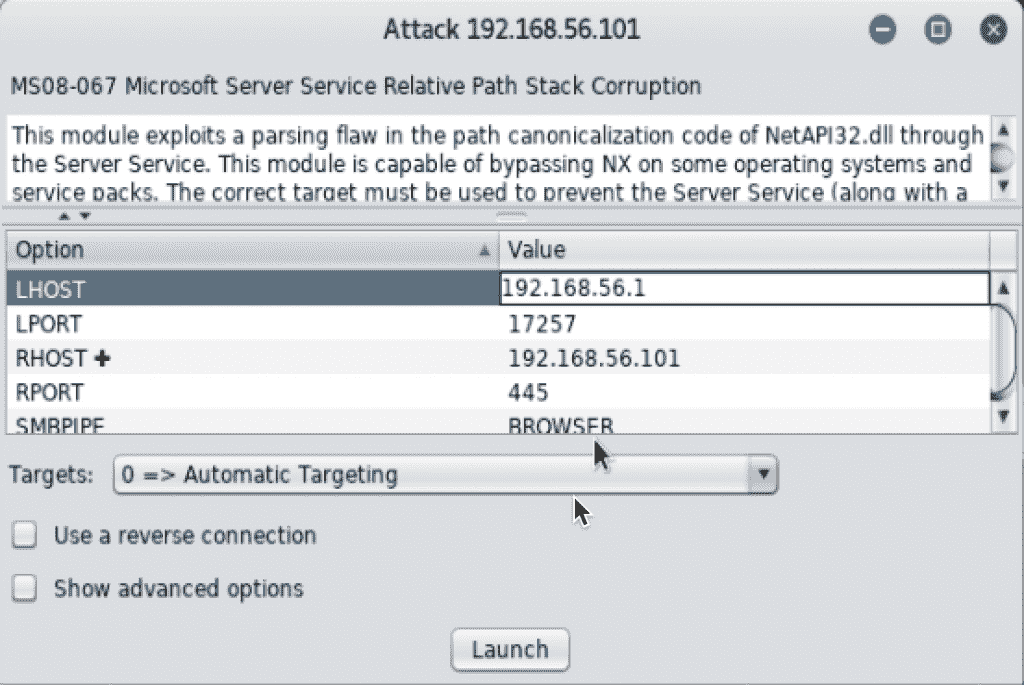 Attack 192.168.56.101
MS08-067 Microsoft Server Service Relative Path Stack Corruption
This module exploits a parsing flaw in the path canonicalization code of NetAPI32.dll through
the Server Service. This module is capable of bypassing NX on some operating systems and
service packs. The correct target must be used to prevent the Server Service (along with a
Option Value
LHOST 192.168.56.1
LPORT 17257
RHOST ✚ 192.168.56.101
RPORT 445
SMBPIPE BROWSER
Targets: 0 => Automatic Targeting
Use a reverse connection
Show advanced options
Launch